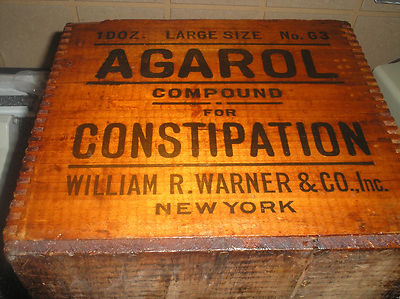 1 DOZ. LARGE SIZE No. 63
AGAROL
COMPOUND
FOR
CONSTIPATION
WILLIAM R. WARNER & CO., Inc.
NEW YORK